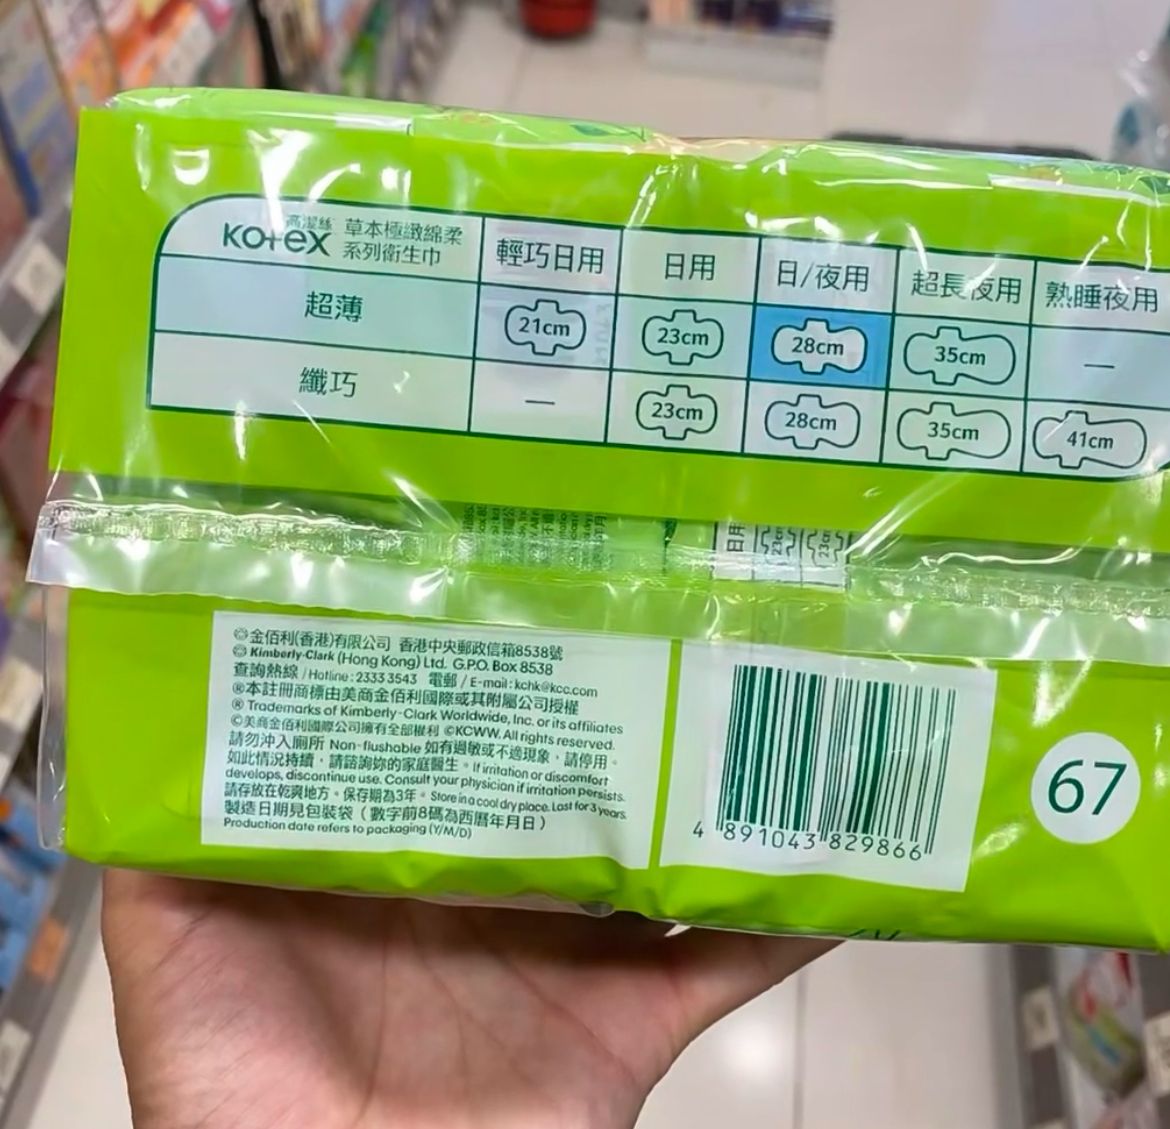 高潔絲
Kotex 草本極緻綿柔
系列衛生巾
輕巧日用 日用 日/夜用 超長夜用 熟睡夜用
超薄 21cm 23cm 28cm 35cm —
纖巧 — 23cm 28cm 35cm 41cm
日用 23cm 23cm
金佰利(香港)有限公司 香港中央郵政信箱8538號
Kimberly-Clark (Hong Kong) Ltd. G.P.O. Box 8538
查詢熱線 / Hotline : 2333 3543 電郵 / E-mail : kchk@kcc.com
®本註冊商標由美商金佰利國際或其附屬公司授權
® Trademarks of Kimberly-Clark Worldwide, Inc. or its affiliates
©美商金佰利國際公司擁有全部權利 ©KCWW. All rights reserved.
請勿沖入廁所 Non-flushable 如有過敏或不適現象，請停用。
如此情況持續，請諮詢妳的家庭醫生。If irritation or discomfort
develops, discontinue use. Consult your physician if irritation persists.
請存放在乾爽地方。保存期為3年。Store in a cool dry place. Last for 3 years.
製造日期見包裝袋（數字前8碼為西曆年月日）
Production date refers to packaging (Y/M/D)
4 891043 829866
67